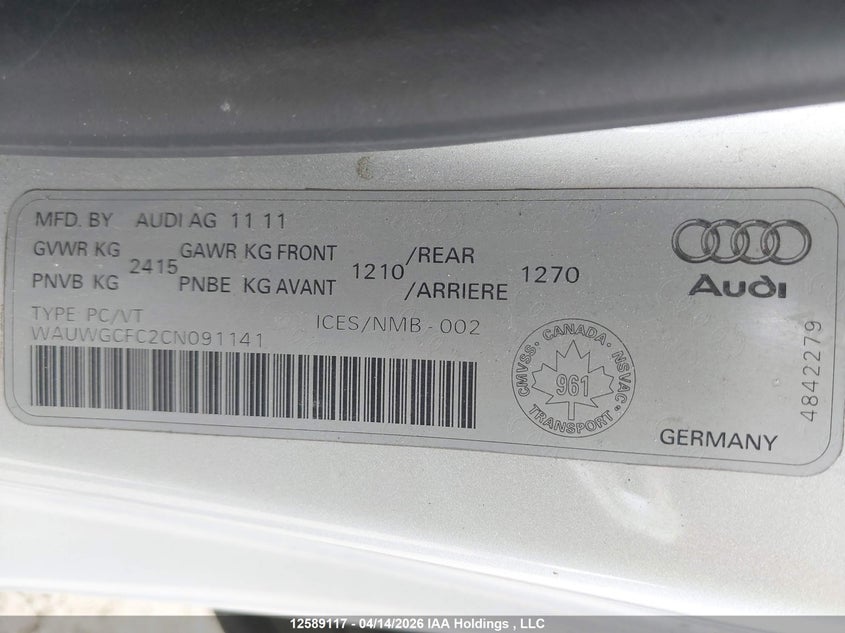 MFD. BY AUDI AG 11 11
GVWR KG 2415 GAWR KG FRONT 1210 /REAR 1270
PNVB KG PNBE KG AVANT /ARRIERE
TYPE PC/VT ICES/NMB - 002
WAUWGCFC2CN091141
Audi
CMVSS · CANADA · NSVAC
961
TRANSPORT
4842279
GERMANY
12589117 - 04/14/2026 IAA Holdings , LLC